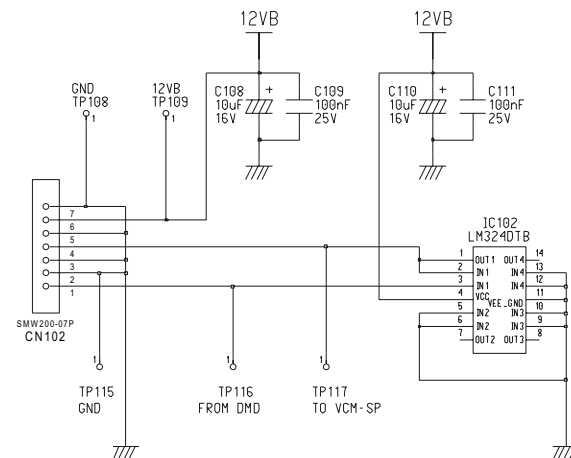 12VB
12VB
GND
TP108
1
12VB
TP109
1
C108
10uF
16V
+
C109
100nF
25V
C110
10uF
16V
+
C111
100nF
25V
7
6
5
4
3
2
1
SMW200-07P
CN102
IC102
LM324DTB
1 OUT1 OUT4 14
2 IN1 IN4 13
3 IN1 IN4 12
4 VCC VEE_GND 11
5 IN2 IN3 10
6 IN2 IN3 9
7 OUT2 OUT3 8
1
TP115
GND
1
TP116
FROM DMD
1
TP117
TO VCM-SP